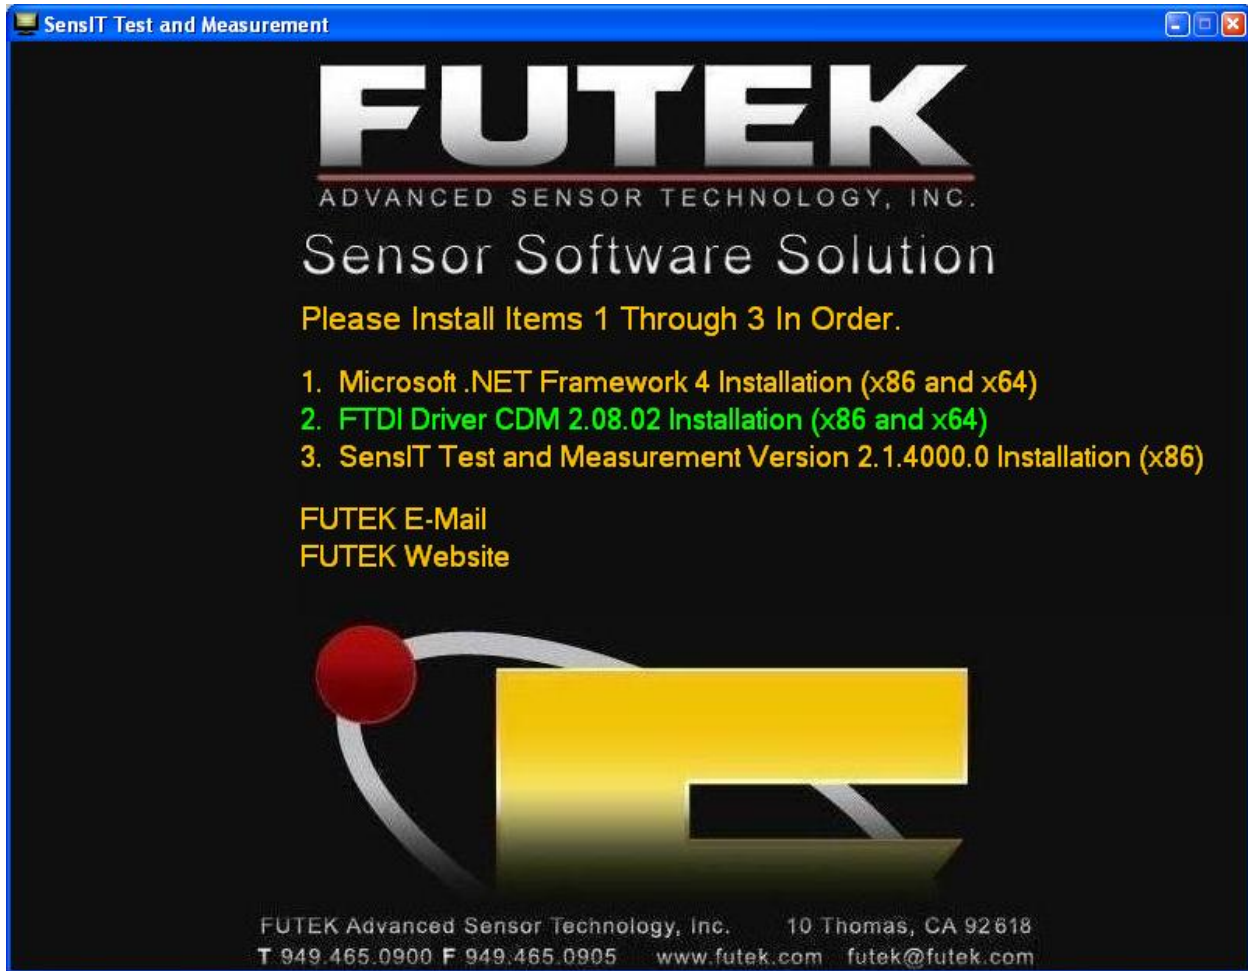 SensIT Test and Measurement
FUTEK
ADVANCED SENSOR TECHNOLOGY, INC.
Sensor Software Solution
Please Install Items 1 Through 3 In Order.
1. Microsoft .NET Framework 4 Installation (x86 and x64)
2. FTDI Driver CDM 2.08.02 Installation (x86 and x64)
3. SensIT Test and Measurement Version 2.1.4000.0 Installation (x86)
FUTEK E-Mail
FUTEK Website
FUTEK Advanced Sensor Technology, Inc. 10 Thomas, CA 92618
T 949.465.0900 F 949.465.0905 www.futek.com futek@futek.com